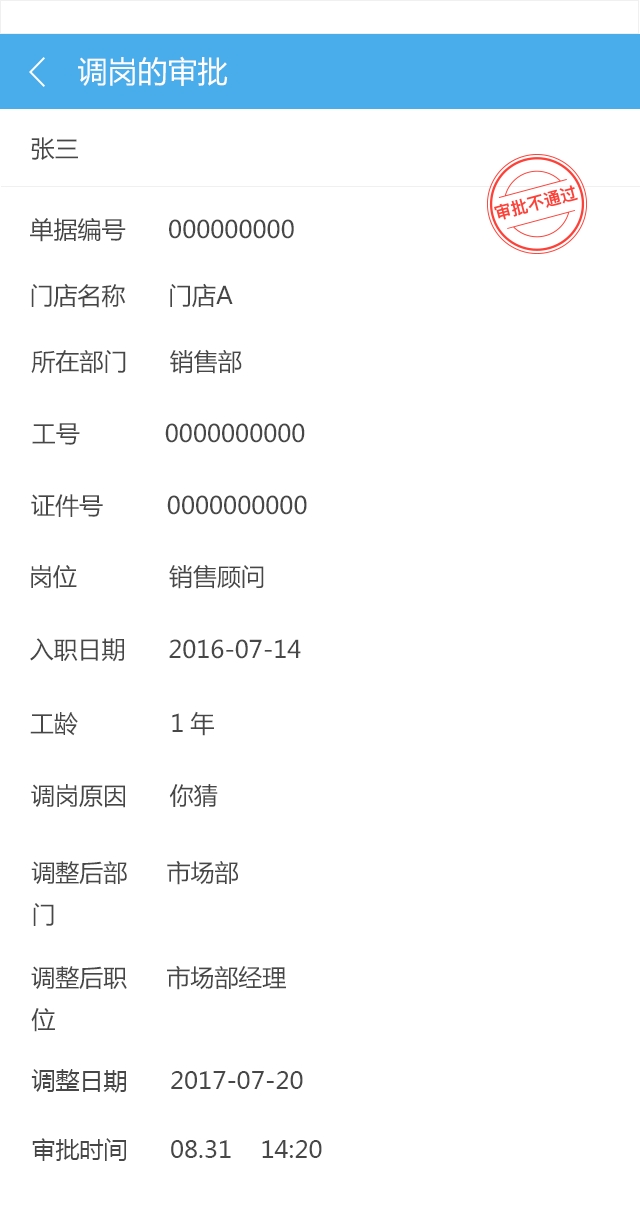 调岗的审批
张三
审批不通过
单据编号 000000000
门店名称 门店A
所在部门 销售部
工号 0000000000
证件号 0000000000
岗位 销售顾问
入职日期 2016-07-14
工龄 1 年
调岗原因 你猜
调整后部 市场部
门
调整后职 市场部经理
位
调整日期 2017-07-20
审批时间 08.31 14:20